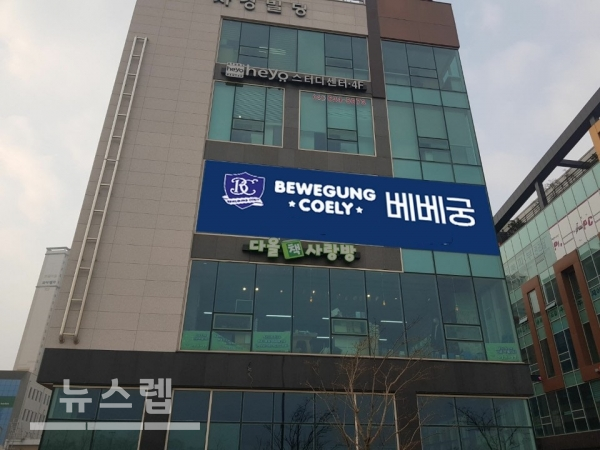 heyo 스터디센터 4F
BC
BEWEGUNG
★COELY★
베베궁
다올책사랑방
뉴스렙